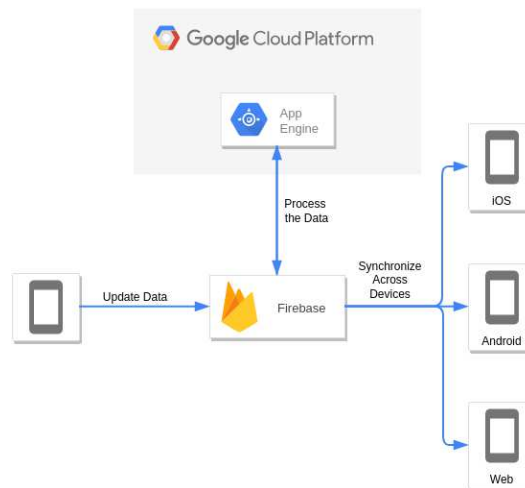 Google Cloud Platform
App
Engine
Process
the Data
iOS
Synchronize
Across
Devices
Update Data
Firebase
Android
Web